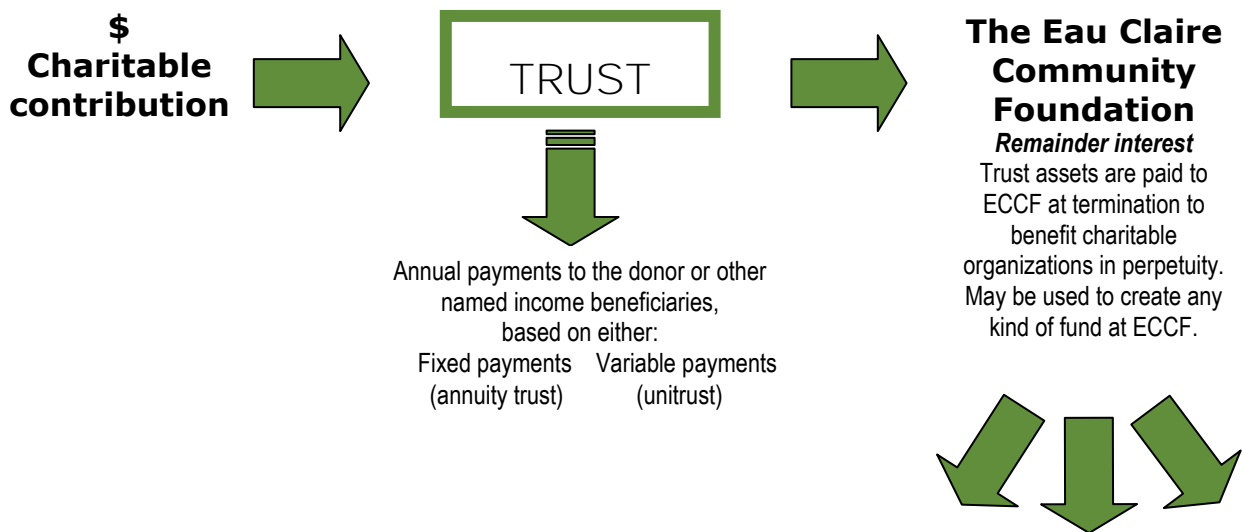 $
Charitable
contribution
TRUST
Annual payments to the donor or other
named income beneficiaries,
based on either:
Fixed payments Variable payments
(annuity trust) (unitrust)
The Eau Claire
Community
Foundation
Remainder interest
Trust assets are paid to
ECCF at termination to
benefit charitable
organizations in perpetuity.
May be used to create any
kind of fund at ECCF.